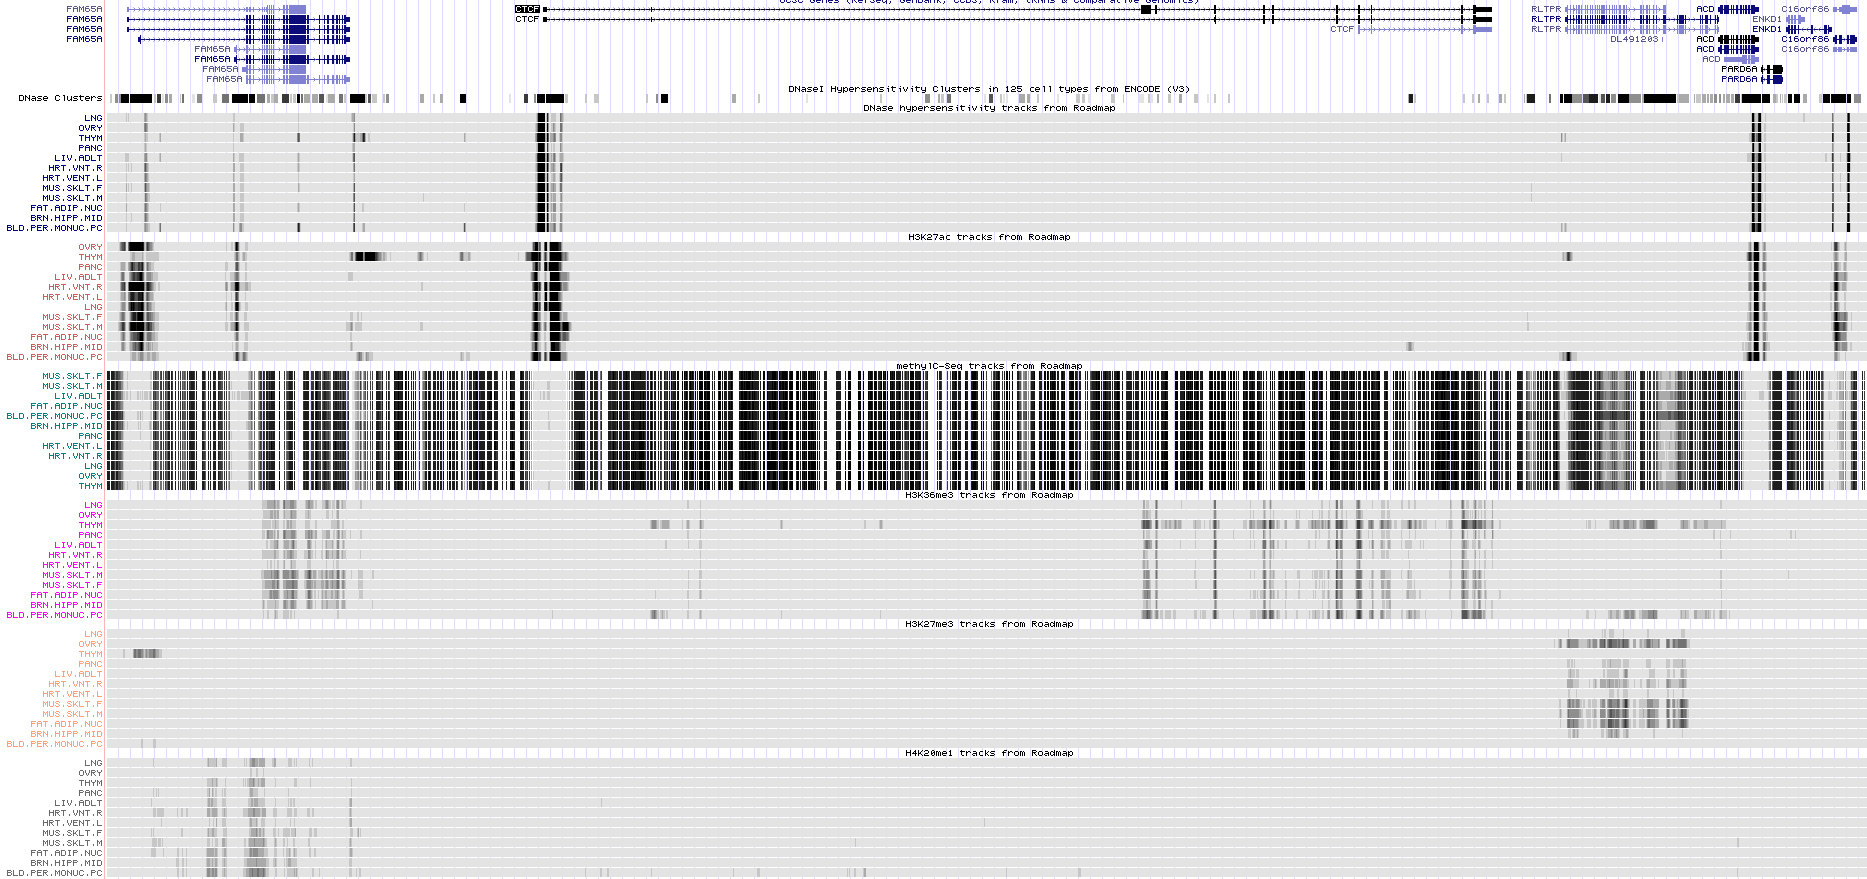 UCSC Genes (RefSeq, GenBank, CCDS, Rfam, tRNAs & Comparative Genomics)
FAM65A CTCF RLTPR ACD C16orf86
FAM65A CTCF RLTPR ENKD1
FAM65A CTCF RLTPR ENKD1
FAM65A DL491203 ACD C16orf86
FAM65A ACD C16orf86
FAM65A ACD
FAM65A PARD6A
FAM65A PARD6A
DNaseI Hypersensitivity Clusters in 125 cell types from ENCODE (V3)
DNase Clusters
DNase hypersensitivity tracks from Roadmap
LNG
OVRY
THYM
PANC
LIV.ADLT
HRT.VNT.R
HRT.VENT.L
MUS.SKLT.F
MUS.SKLT.M
FAT.ADIP.NUC
BRN.HIPP.MID
BLD.PER.MONUC.PC
H3K27ac tracks from Roadmap
OVRY
THYM
PANC
LIV.ADLT
HRT.VNT.R
HRT.VENT.L
LNG
MUS.SKLT.F
MUS.SKLT.M
FAT.ADIP.NUC
BRN.HIPP.MID
BLD.PER.MONUC.PC
methylC-Seq tracks from Roadmap
MUS.SKLT.F
MUS.SKLT.M
LIV.ADLT
FAT.ADIP.NUC
BLD.PER.MONUC.PC
BRN.HIPP.MID
PANC
HRT.VENT.L
HRT.VNT.R
LNG
OVRY
THYM
H3K36me3 tracks from Roadmap
LNG
OVRY
THYM
PANC
LIV.ADLT
HRT.VNT.R
HRT.VENT.L
MUS.SKLT.M
MUS.SKLT.F
FAT.ADIP.NUC
BRN.HIPP.MID
BLD.PER.MONUC.PC
H3K27me3 tracks from Roadmap
LNG
OVRY
THYM
PANC
LIV.ADLT
HRT.VNT.R
HRT.VENT.L
MUS.SKLT.F
MUS.SKLT.M
FAT.ADIP.NUC
BRN.HIPP.MID
BLD.PER.MONUC.PC
H4K20me1 tracks from Roadmap
LNG
OVRY
THYM
PANC
LIV.ADLT
HRT.VNT.R
HRT.VENT.L
MUS.SKLT.F
MUS.SKLT.M
FAT.ADIP.NUC
BRN.HIPP.MID
BLD.PER.MONUC.PC